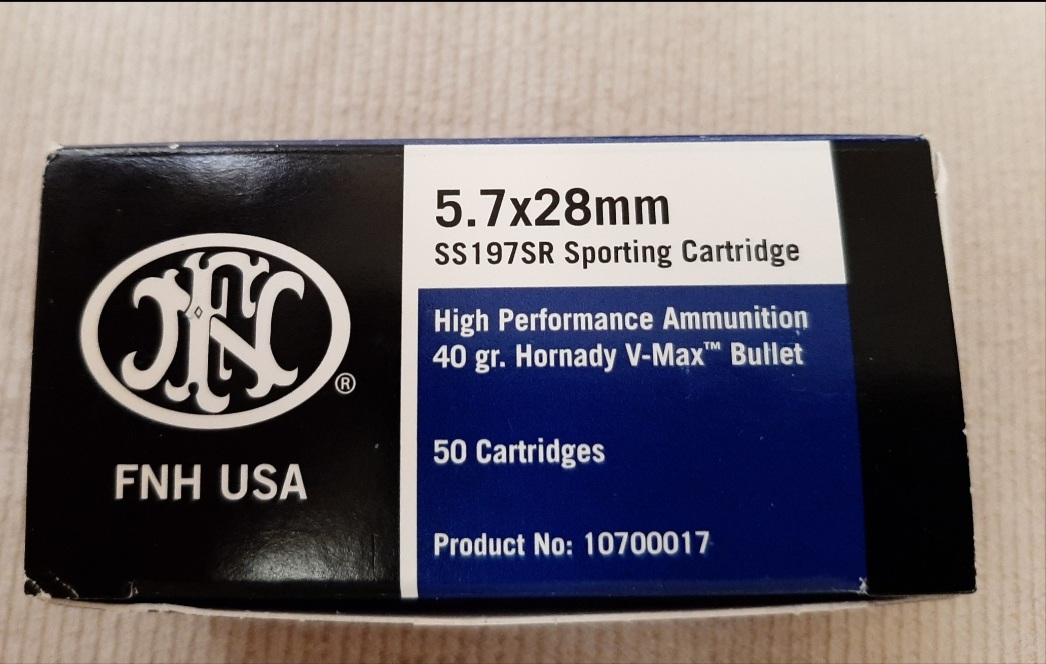 FN
®
FNH USA
5.7x28mm
SS197SR Sporting Cartridge
High Performance Ammunition
40 gr. Hornady V-Max™ Bullet
50 Cartridges
Product No: 10700017